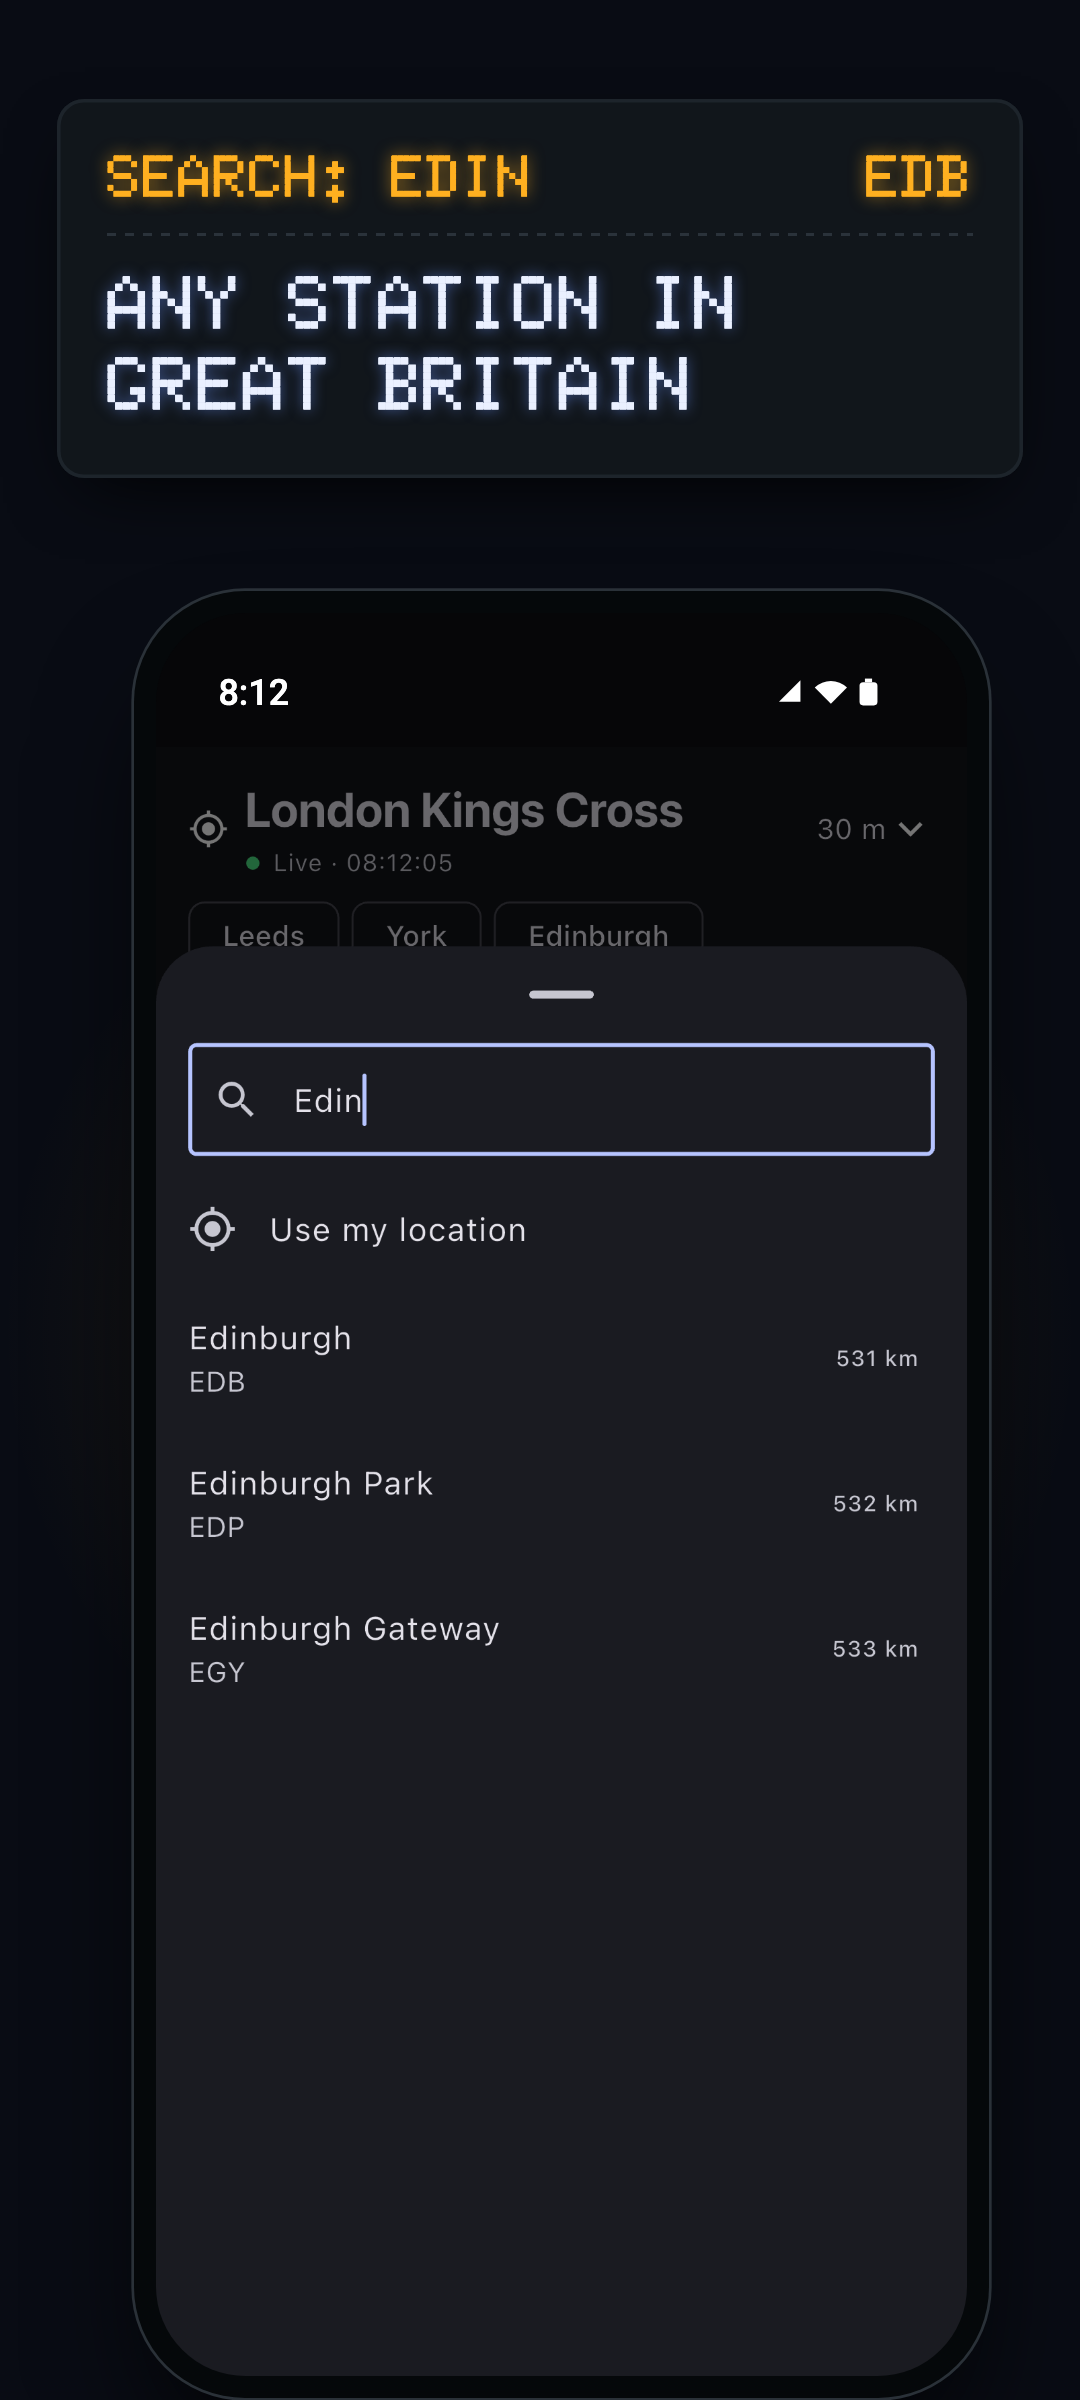 SEARCH: EDIN EDB
ANY STATION IN
GREAT BRITAIN
8:12
London Kings Cross
30 m
Live · 08:12:05
Leeds York Edinburgh
Edin
Use my location
Edinburgh
EDB
531 km
Edinburgh Park
EDP
532 km
Edinburgh Gateway
EGY
533 km